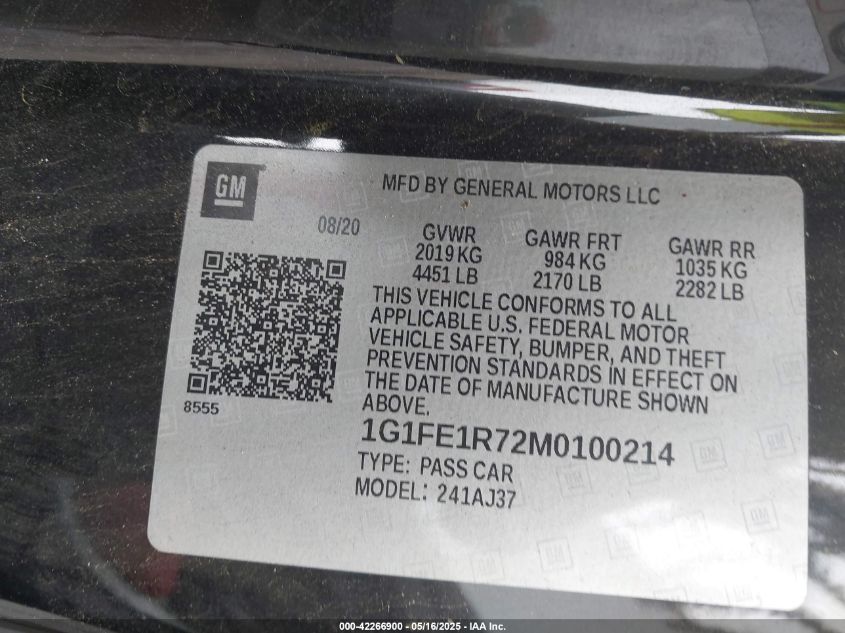 GM
MFD BY GENERAL MOTORS LLC
08/20
GVWR
2019 KG
4451 LB
GAWR FRT
984 KG
2170 LB
GAWR RR
1035 KG
2282 LB
THIS VEHICLE CONFORMS TO ALL
APPLICABLE U.S. FEDERAL MOTOR
VEHICLE SAFETY, BUMPER, AND THEFT
PREVENTION STANDARDS IN EFFECT ON
THE DATE OF MANUFACTURE SHOWN
ABOVE.
8555
1G1FE1R72M0100214
TYPE: PASS CAR
MODEL: 241AJ37
000-42266900 - 05/16/2025 - IAA Inc.